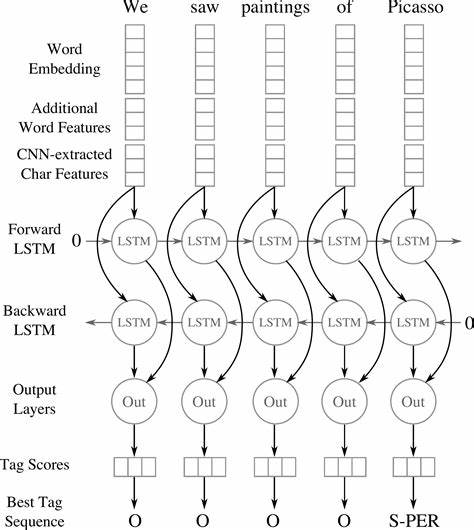 We saw paintings of Picasso
Word
Embedding
Additional
Word Features
CNN-extracted
Char Features
Forward
LSTM
0 LSTM LSTM LSTM LSTM LSTM
Backward
LSTM
LSTM LSTM LSTM LSTM LSTM 0
Output
Layers
Out Out Out Out Out
Tag Scores
Best Tag
Sequence
O O O O S-PER